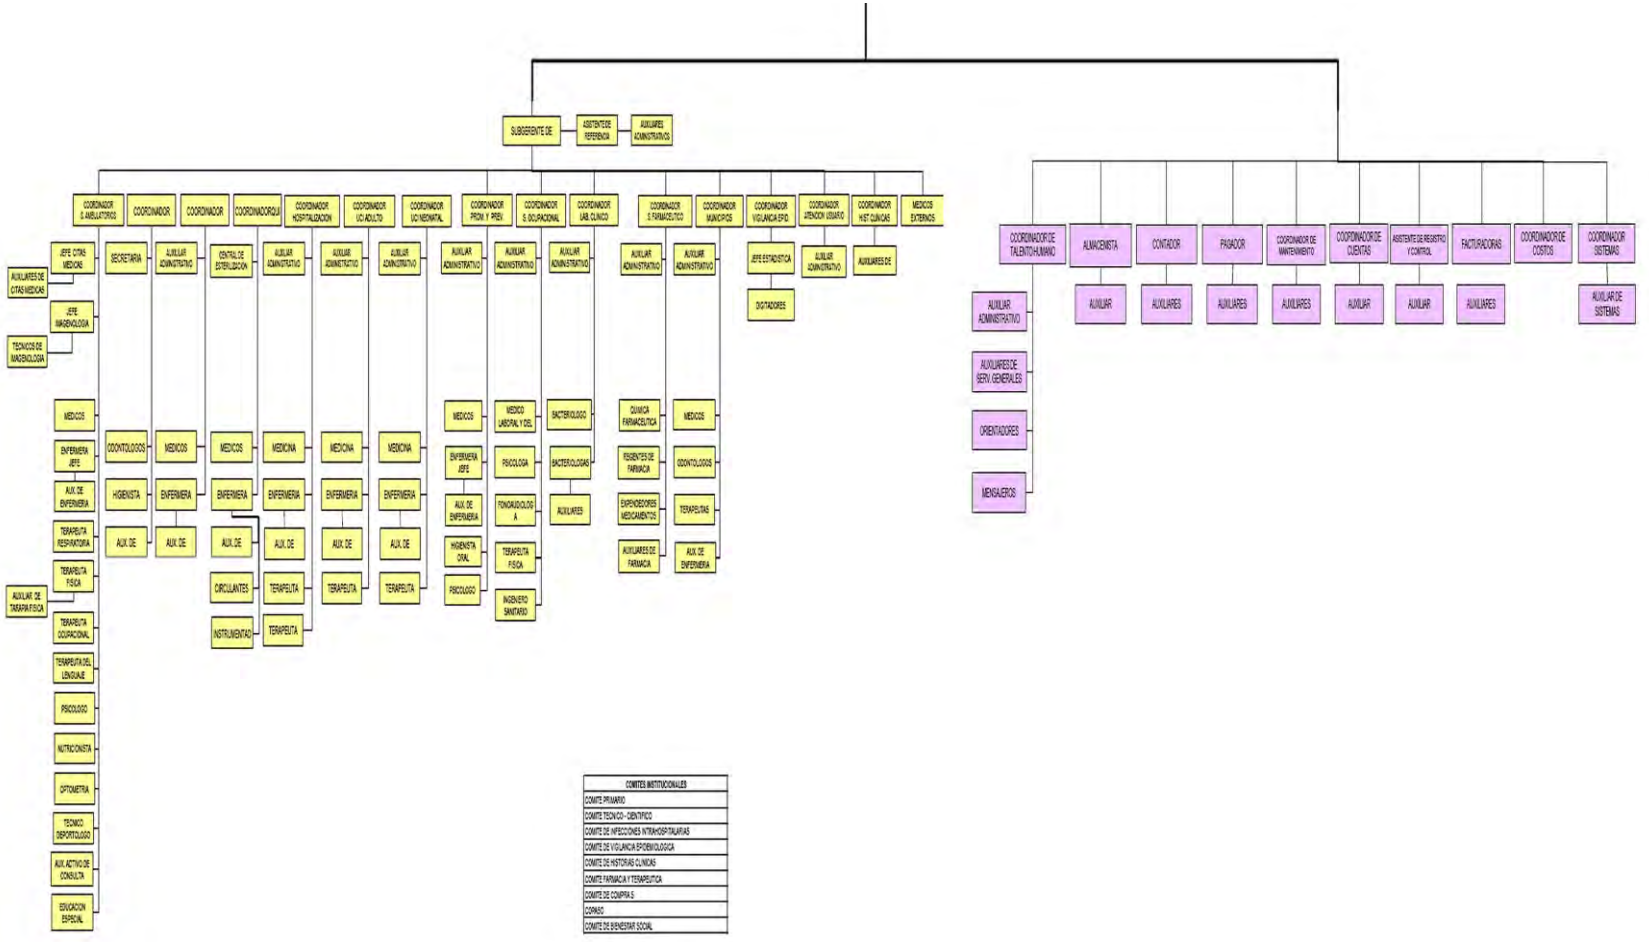 SUBGERENTE DE
ASISTENTE DE
REFERENCIA
AUXILIARES
ADMINISTRATIVOS
COORDINADOR
COORDINADOR
COORDINADOR
COORDINADOR QUI
COORDINADOR
HOSPITALIZACION
COORDINADOR
UCI ADULTO
COORDINADOR
UCI NEONATAL
COORDINADOR
PROM. Y PREV.
COORDINADOR
S. OCUPACIONAL
COORDINADOR
LAB. CLINICO
COORDINADOR
S. FARMACEUTICO
COORDINADOR
MUNICIPIOS
COORDINADOR
VIGILANCIA EPID.
COORDINADOR
ATENCION USUARIO
COORDINADOR
HIST. CLINICAS
MEDICOS
EXTERNOS
JEFE CITAS
MEDICAS
SECRETARIA
AUXILIAR
ADMINISTRATIVO
CENTRAL DE
ESTERILIZACION
AUXILIAR
ADMINISTRATIVO
AUXILIAR
ADMINISTRATIVO
AUXILIAR
ADMINISTRATIVO
AUXILIAR
ADMINISTRATIVO
AUXILIAR
ADMINISTRATIVO
AUXILIAR
ADMINISTRATIVO
AUXILIAR
ADMINISTRATIVO
AUXILIAR
ADMINISTRATIVO
JEFE ESTADISTICA
AUXILIAR
ADMINISTRATIVO
AUXILIARES DE
AUXILIARES DE
CITAS MEDICAS
DIGITADORES
JEFE
IMAGENOLOGIA
TECNICOS DE
IMAGENOLOGIA
MEDICOS
ENFERMERA
JEFE
AUX. DE
ENFERMERIA
TERAPEUTA
RESPIRATORIA
TERAPEUTA
FISICA
AUXILIAR DE
TARAPIA FISICA
TERAPEUTA
OCUPACIONAL
TERAPEUTA DEL
LENGUAJE
PSICOLOGO
NUTRICIONISTA
OPTOMETRIA
TECNICO
DEPORTOLOGO
AUX. ADTIVO DE
CONSULTA
EDUCACION
ESPECIAL
ODONTOLOGOS
HIGIENISTA
AUX. DE
MEDICOS
ENFERMERA
AUX. DE
MEDICOS
ENFERMERA
AUX. DE
CIRCULANTES
INSTRUMENTAD
MEDICINA
ENFERMERIA
AUX. DE
TERAPEUTA
TERAPEUTA
MEDICINA
ENFERMERIA
AUX. DE
TERAPEUTA
MEDICINA
ENFERMERIA
AUX. DE
TERAPEUTA
MEDICOS
ENFERMERA
JEFE
AUX. DE
ENFERMERIA
HIGIENISTA
ORAL
PSICOLOGO
MEDICO
LABORAL Y DEL
PSICOLOGA
FONOAUDIOLOG
A
TERAPEUTA
FISICA
INGENIERO
SANITARIO
BACTERIOLOGO
BACTERIOLOGAS
AUXILIARES
QUIMICA
FARMACEUTICA
REGENTES DE
FARMACIA
EXPENDEDORES
MEDICAMENTOS
AUXILIARES DE
FARMACIA
MEDICOS
ODONTOLOGOS
TERAPEUTAS
AUX. DE
ENFERMERIA
COORDINADOR DE
TALENTO HUMANO
ALMACENISTA
CONTADOR
PAGADOR
COORDINADOR DE
MANTENIMIENTO
COORDINADOR DE
CUENTAS
ASISTENTE DE REGISTRO
Y CONTROL
FACTURADORAS
COORDINADOR DE
COSTOS
COORDINADOR
SISTEMAS
AUXILIAR
ADMINISTRATIVO
AUXILIAR
AUXILIARES
AUXILIARES
AUXILIARES
AUXILIAR
AUXILIAR
AUXILIARES
AUXILIAR DE
SISTEMAS
AUXILIARES DE
SERV. GENERALES
ORIENTADORES
MENSAJEROS
COMITES INSTITUCIONALES
COMITE PRIMARIO
COMITE TECNICO - CIENTIFICO
COMITE DE INFECCIONES INTRAHOSPITALARIAS
COMITE DE VIGILANCIA EPIDEMIOLOGICA
COMITE DE HISTORIAS CLINICAS
COMITE FARMACIA Y TERAPEUTICA
COMITE DE COMPRAS
COPASO
COMITE DE BIENESTAR SOCIAL